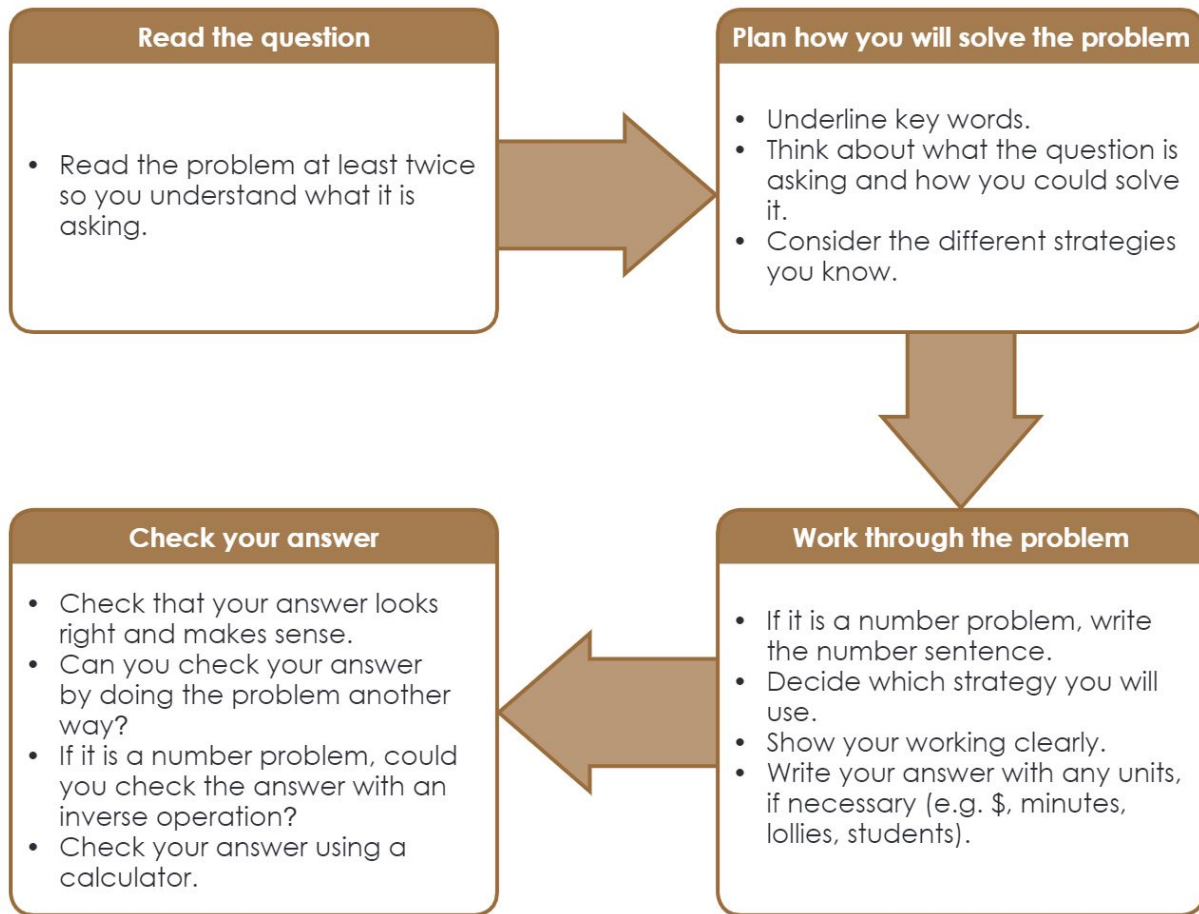 Read the question
• Read the problem at least twice
so you understand what it is
asking.
Plan how you will solve the problem
• Underline key words.
• Think about what the question is
asking and how you could solve
it.
• Consider the different strategies
you know.
Work through the problem
• If it is a number problem, write
the number sentence.
• Decide which strategy you will
use.
• Show your working clearly.
• Write your answer with any units,
if necessary (e.g. $, minutes,
lollies, students).
Check your answer
• Check that your answer looks
right and makes sense.
• Can you check your answer
by doing the problem another
way?
• If it is a number problem, could
you check the answer with an
inverse operation?
• Check your answer using a
calculator.